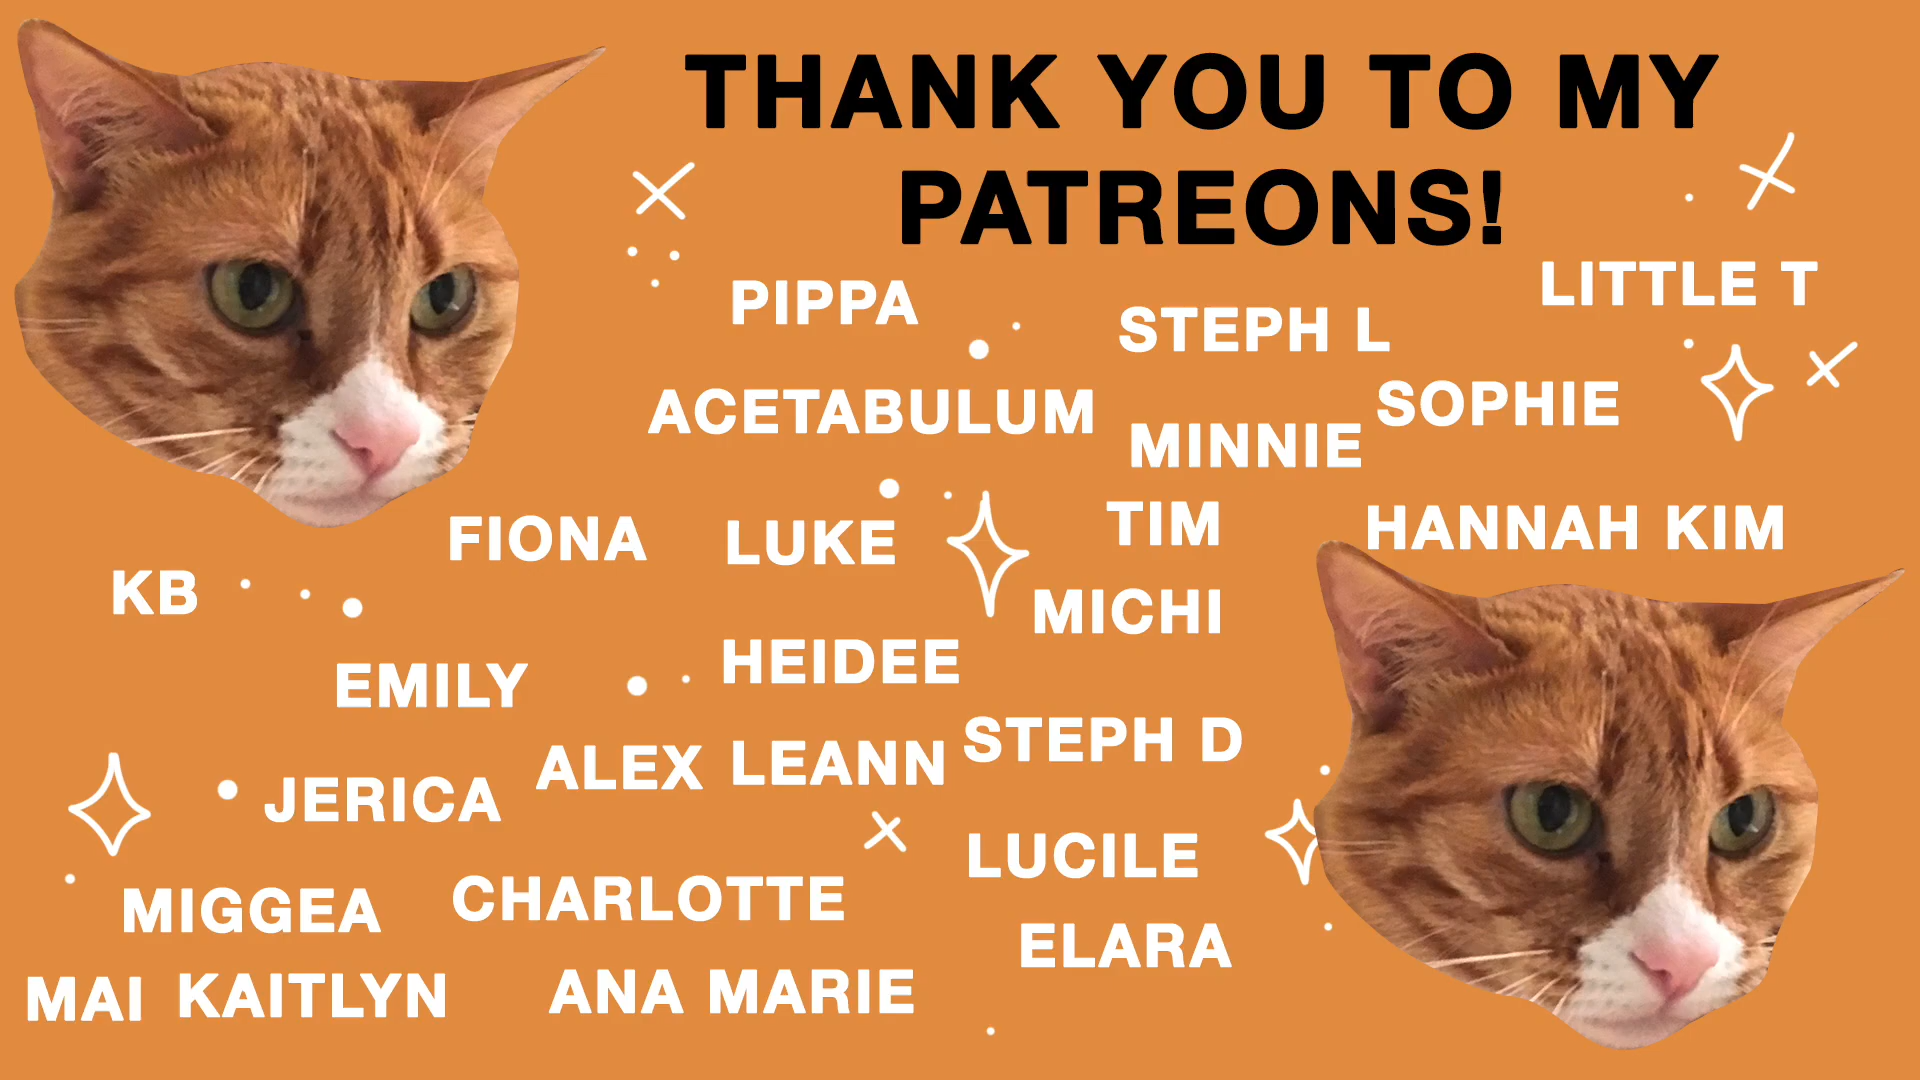 THANK YOU TO MY
PATREONS!
LITTLE T
PIPPA
STEPH L
SOPHIE
ACETABULUM
MINNIE
TIM
HANNAH KIM
FIONA
LUKE
KB
MICHI
HEIDEE
EMILY
STEPH D
ALEX
LEANN
JERICA
LUCILE
CHARLOTTE
MIGGEA
ELARA
MAI
KAITLYN
ANA MARIE